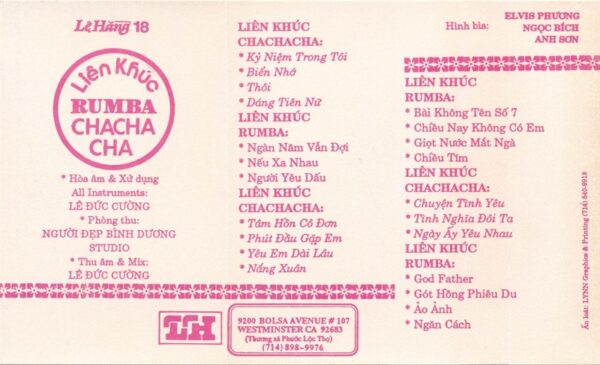 Lệ Hằng 18
Liên Khúc
RUMBA
CHACHA
CHA
* Hòa âm & Xử dụng
All Instruments:
LÊ ĐỨC CƯỜNG
* Phòng thu:
NGƯỜI ĐẸP BÌNH DƯƠNG
STUDIO
* Thu âm & Mix:
LÊ ĐỨC CƯỜNG
LIÊN KHÚC
CHACHACHA:
* Kỷ Niệm Trong Tôi
* Biển Nhớ
* Thôi
* Dáng Tiên Nữ
LIÊN KHÚC
RUMBA:
* Ngàn Năm Vẫn Đợi
* Nếu Xa Nhau
* Người Yêu Dấu
LIÊN KHÚC
CHACHACHA:
* Tâm Hồn Cô Đơn
* Phút Đầu Gặp Em
* Yêu Em Dài Lâu
* Nắng Xuân
LH
9200 BOLSA AVENUE # 107
WESTMINSTER CA 92683
(Thương xá Phước Lộc Thọ)
(714) 898-9976
Hình bìa:
ELVIS PHƯƠNG
NGỌC BÍCH
ANH SƠN
LIÊN KHÚC
RUMBA:
* Bài Không Tên Số 7
* Chiều Nay Không Có Em
* Giọt Nước Mắt Ngà
* Chiều Tím
LIÊN KHÚC
CHACHACHA:
* Chuyện Tình Yêu
* Tình Nghĩa Đôi Ta
* Ngày Ấy Yêu Nhau
LIÊN KHÚC
RUMBA:
* God Father
* Gót Hồng Phiêu Du
* Ảo Ảnh
* Ngăn Cách
Ấn loát: LYNN Graphics & Printing (714) 540-9918